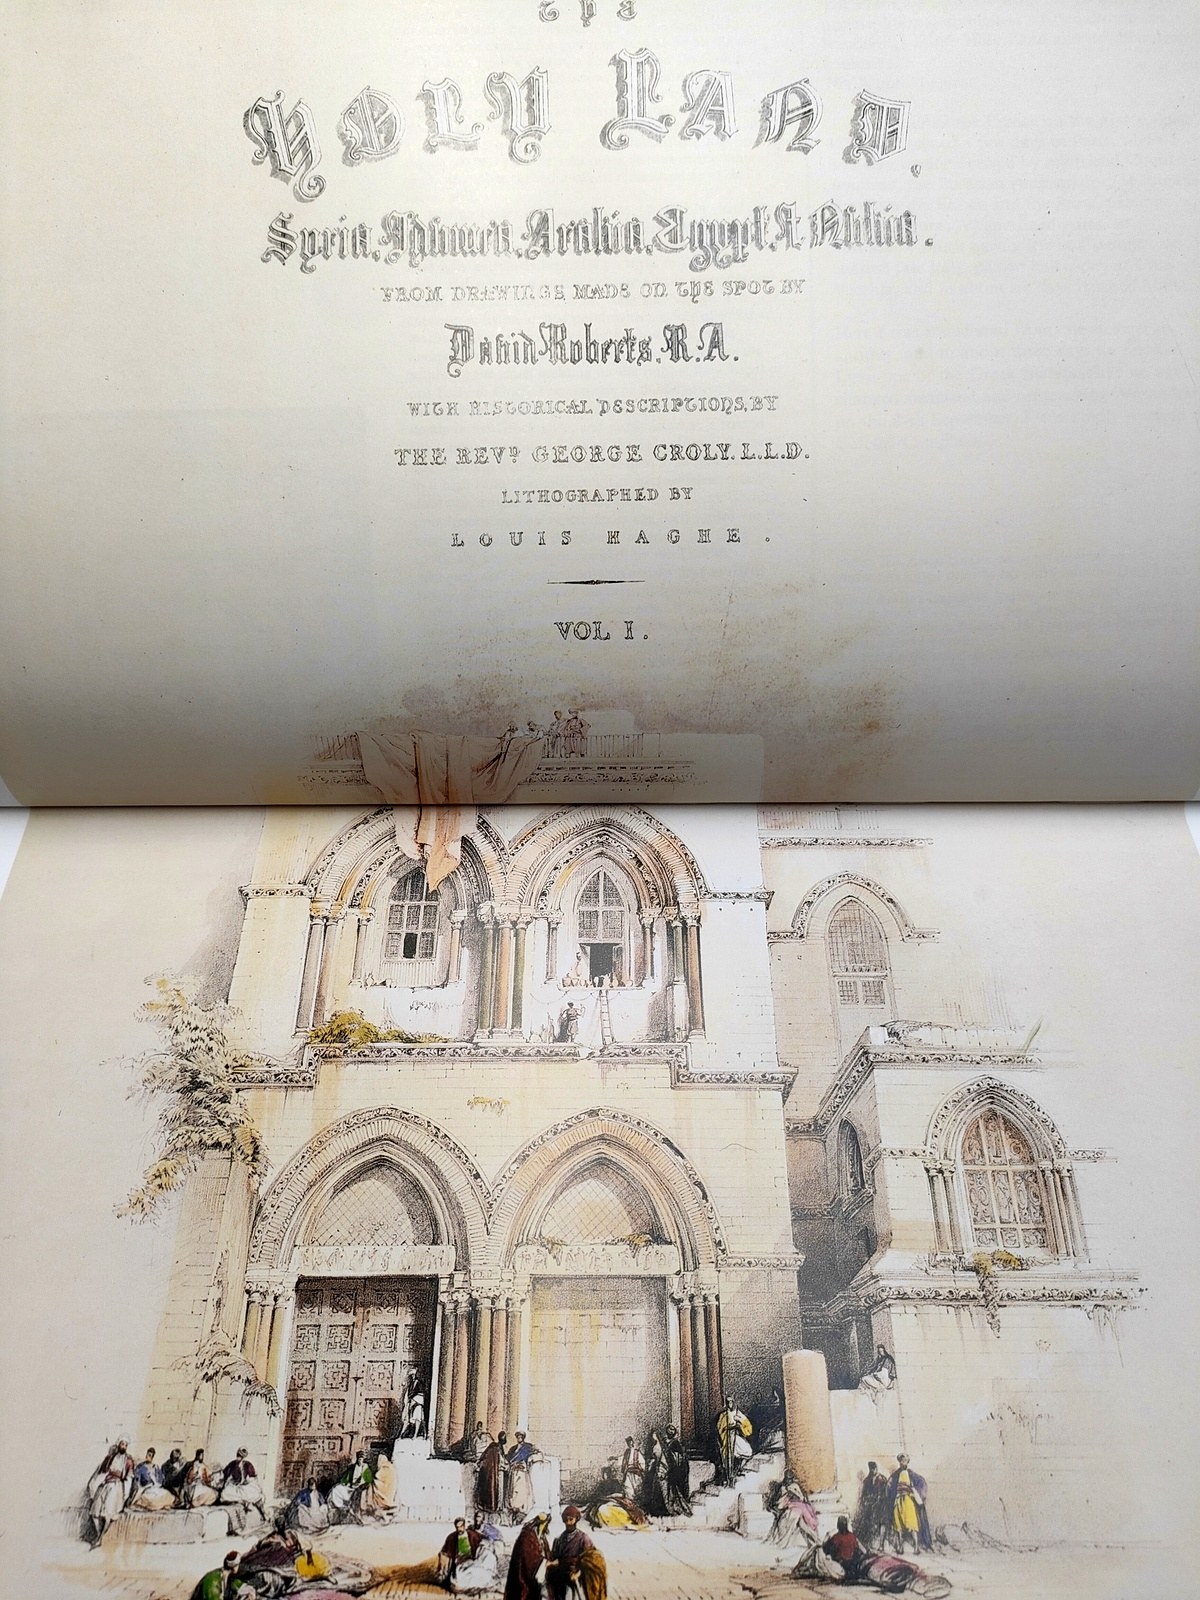 The
HOLY LAND,
Syria, Idumea, Arabia, Egypt, & Nubia.
FROM DRAWINGS MADE ON THE SPOT BY
David Roberts, R.A.
WITH HISTORICAL DESCRIPTIONS, BY
THE REVD GEORGE CROLY, L.L.D.
LITHOGRAPHED BY
LOUIS HAGHE.
VOL I.